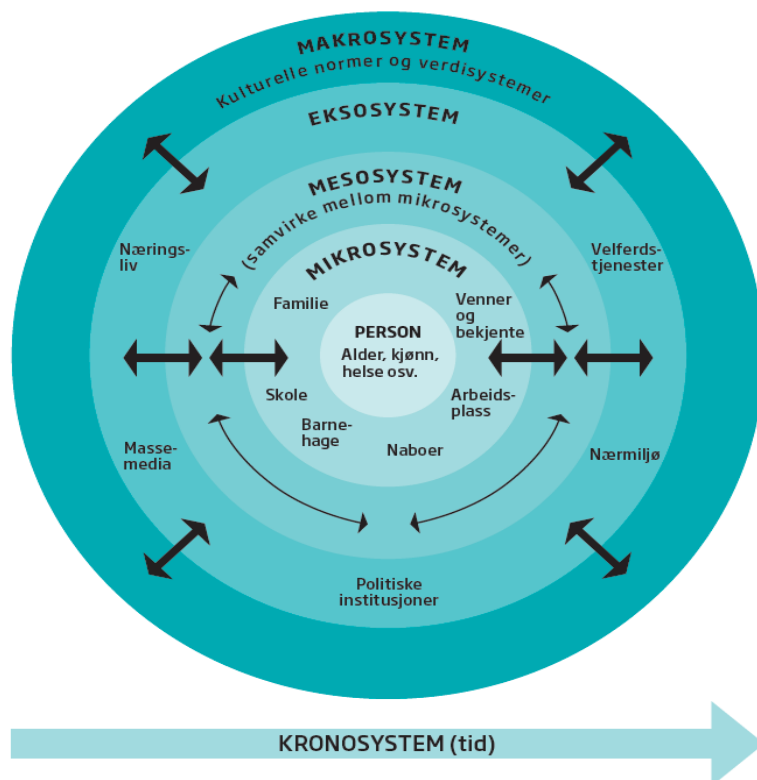 MAKROSYSTEM
Kulturelle normer og verdisystemer
EKSOSYSTEM
MESOSYSTEM
(samvirke mellom mikrosystemer)
MIKROSYSTEM
Nærings-
liv
Velferds-
tjenester
Familie
Venner
og
bekjente
PERSON
Alder, kjønn,
helse osv.
Skole
Arbeids-
plass
Barne-
hage
Naboer
Masse-
media
Nærmiljø
Politiske
institusjoner
KRONOSYSTEM (tid)